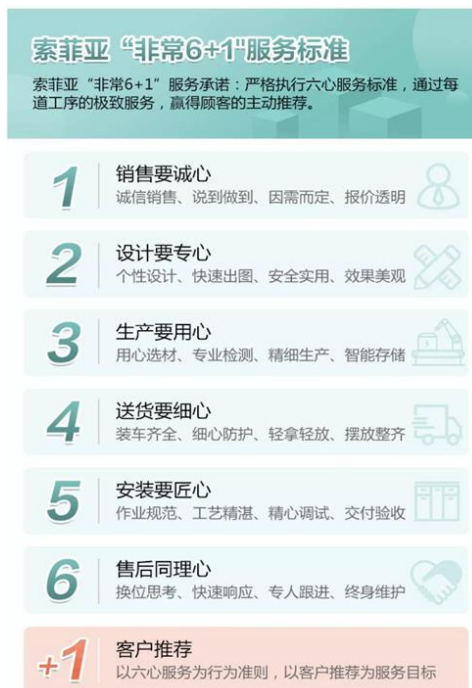 索菲亚“非常6+1"服务标准
索菲亚“非常6+1”服务承诺：严格执行六心服务标准，通过每
道工序的极致服务，赢得顾客的主动推荐。
1
销售要诚心
诚信销售、说到做到、因需而定、报价透明
2
设计要专心
个性设计、快速出图、安全实用、效果美观
3
生产要用心
用心选材、专业检测、精细生产、智能存储
4
送货要细心
装车齐全、细心防护、轻拿轻放、摆放整齐
5
安装要匠心
作业规范、工艺精湛、精心调试、交付验收
6
售后同理心
换位思考、快速响应、专人跟进、终身维护
+1
客户推荐
以六心服务为行为准则，以客户推荐为服务目标